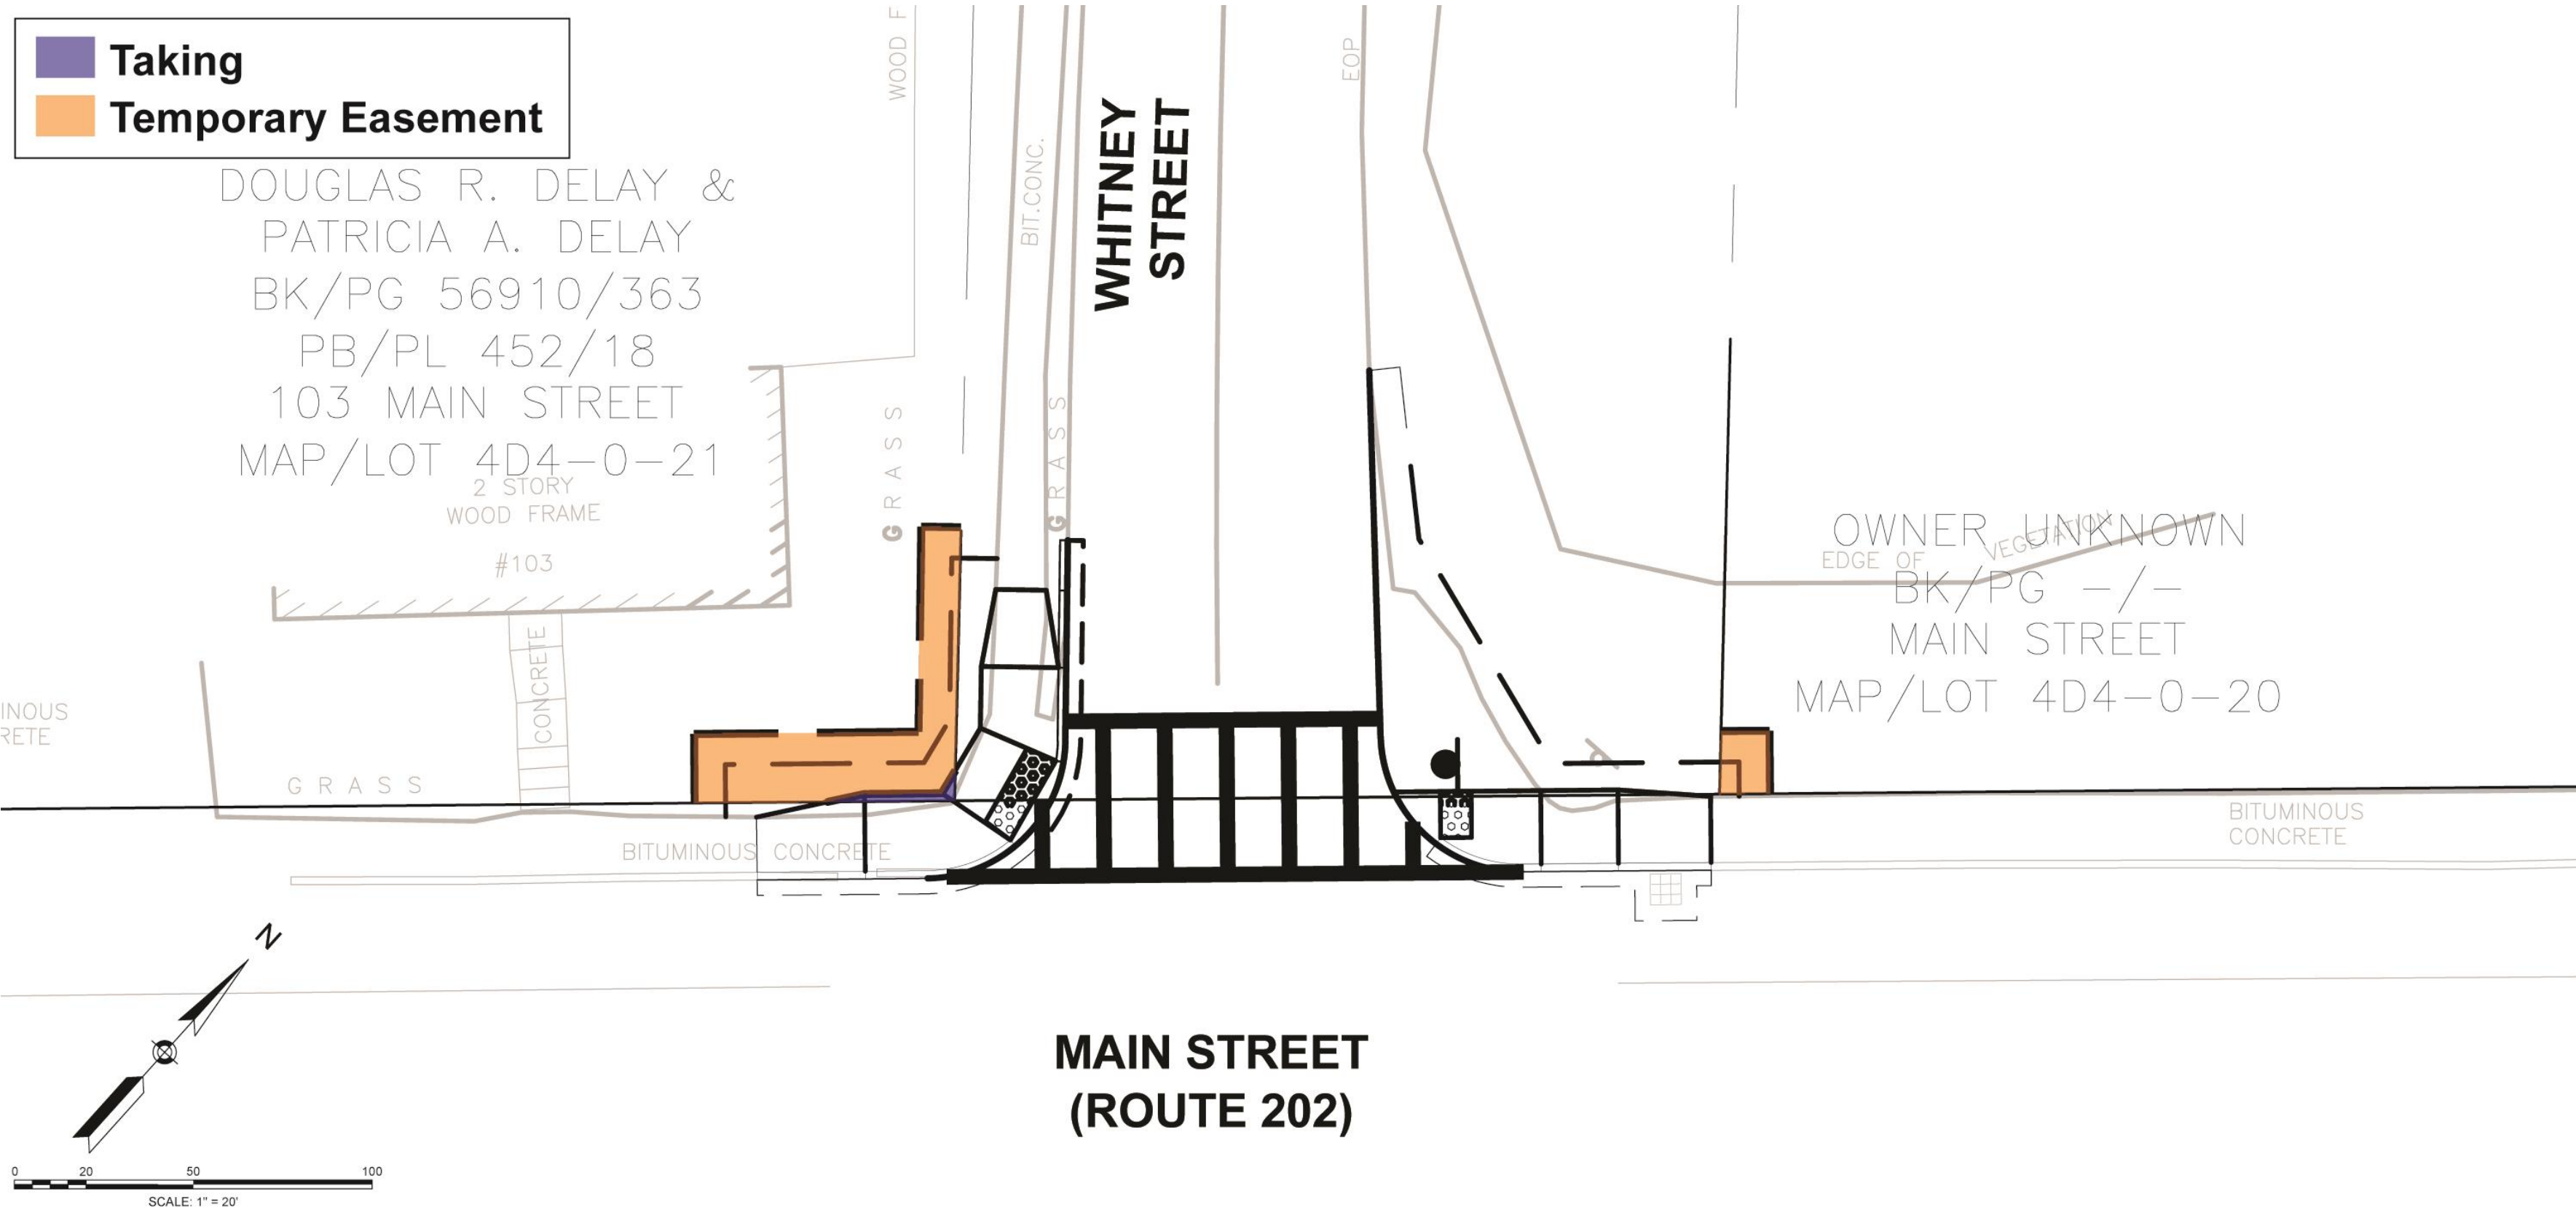 Taking
Temporary Easement
DOUGLAS R. DELAY &
PATRICIA A. DELAY
BK/PG 56910/363
PB/PL 452/18
103 MAIN STREET
MAP/LOT 4D4-0-21
2 STORY
WOOD FRAME
#103
WOOD F
BIT.CONC.
WHITNEY
STREET
EOP
GRASS
GRASS
OWNER UNKNOWN
EDGE OF VEGETATION
BK/PG -/-
MAIN STREET
MAP/LOT 4D4-0-20
INOUS
RETE
CONCRETE
GRASS
BITUMINOUS CONCRETE
BITUMINOUS
CONCRETE
N
MAIN STREET
(ROUTE 202)
0 20 50 100
SCALE: 1" = 20'